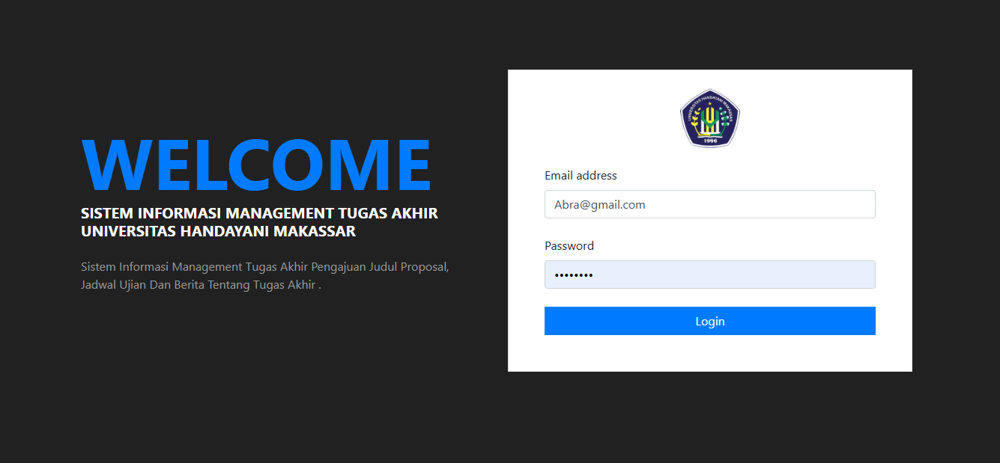 WELCOME
SISTEM INFORMASI MANAGEMENT TUGAS AKHIR
UNIVERSITAS HANDAYANI MAKASSAR
Sistem Informasi Management Tugas Akhir Pengajuan Judul Proposal,
Jadwal Ujian Dan Berita Tentang Tugas Akhir .
UNIVERSITAS HANDAYANI MAKASSAR
1996
Email address
Abra@gmail.com
Password
••••••••
Login